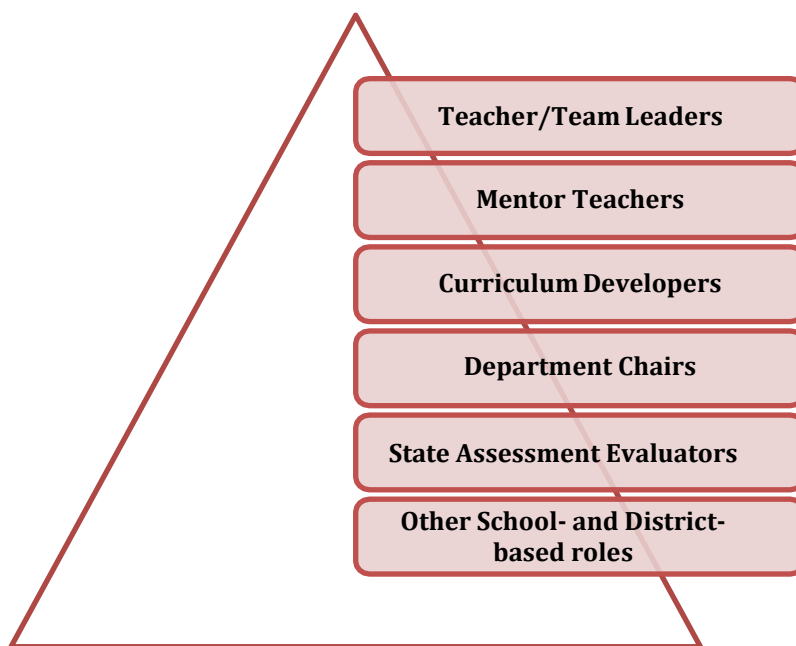 Teacher/Team Leaders
Mentor Teachers
Curriculum Developers
Department Chairs
State Assessment Evaluators
Other School- and District-
based roles